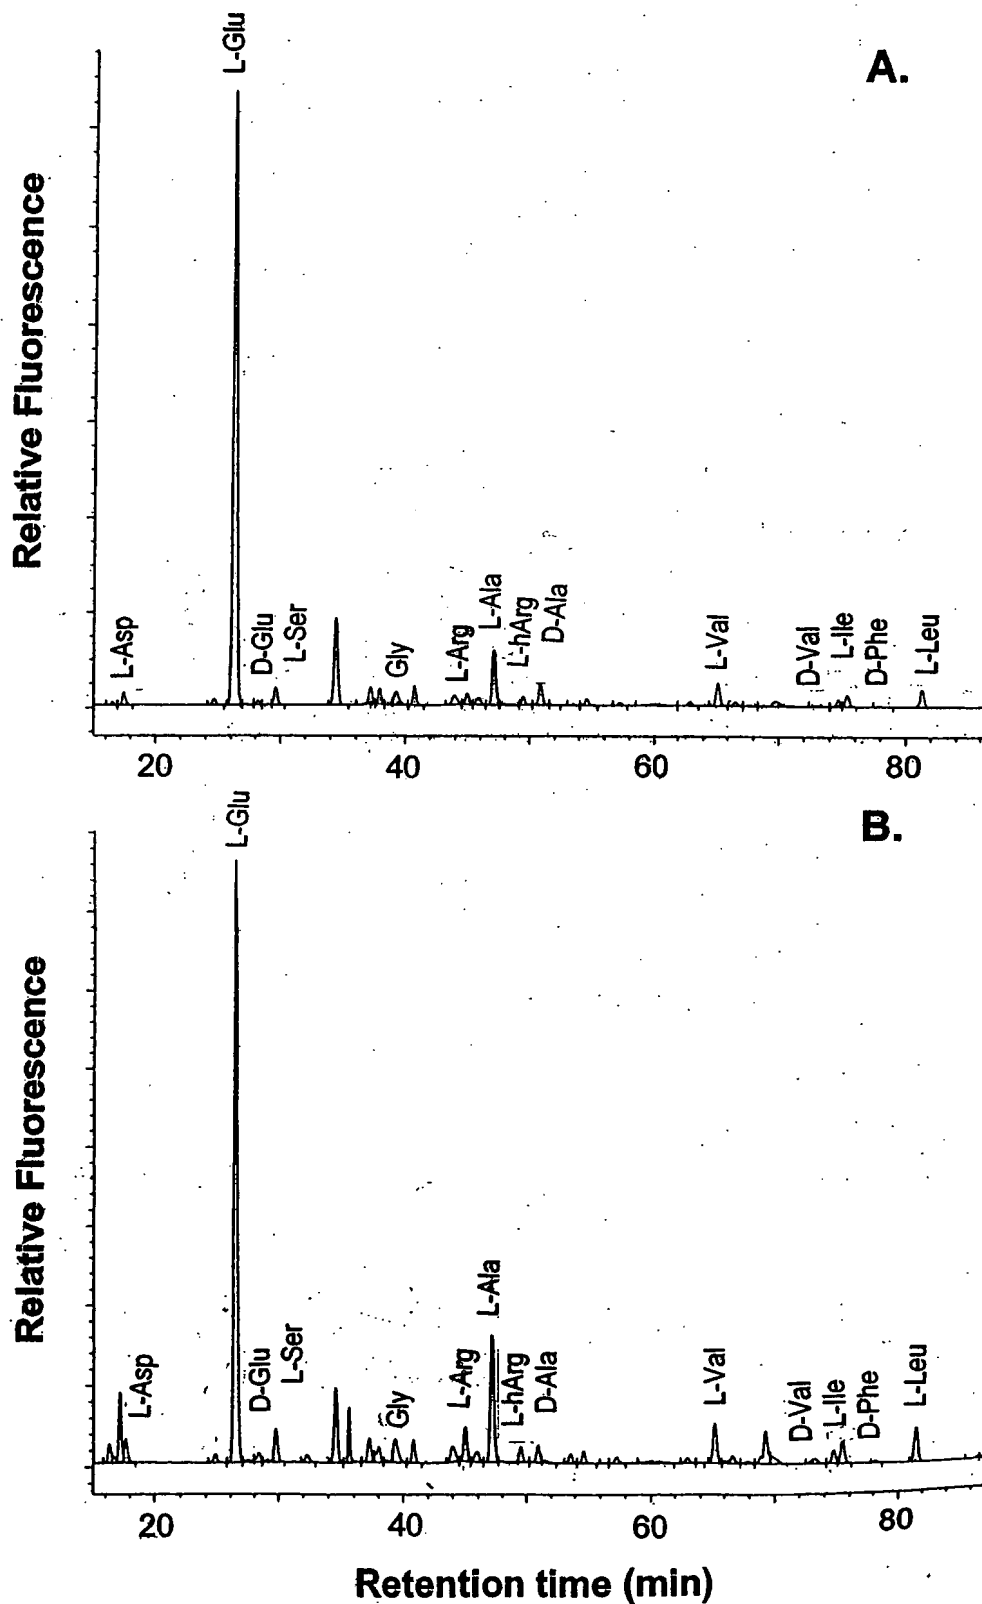 A.
L-Glu
Relative Fluorescence
L-Asp
D-Glu
L-Ser
Gly
L-Arg
L-Ala
L-hArg
D-Ala
L-Val
D-Val
L-Ile
D-Phe
L-Leu
20 40 60 80
B.
L-Glu
Relative Fluorescence
L-Asp
D-Glu
L-Ser
Gly
L-Arg
L-Ala
L-hArg
D-Ala
L-Val
D-Val
L-Ile
D-Phe
L-Leu
20 40 60 80
Retention time (min)